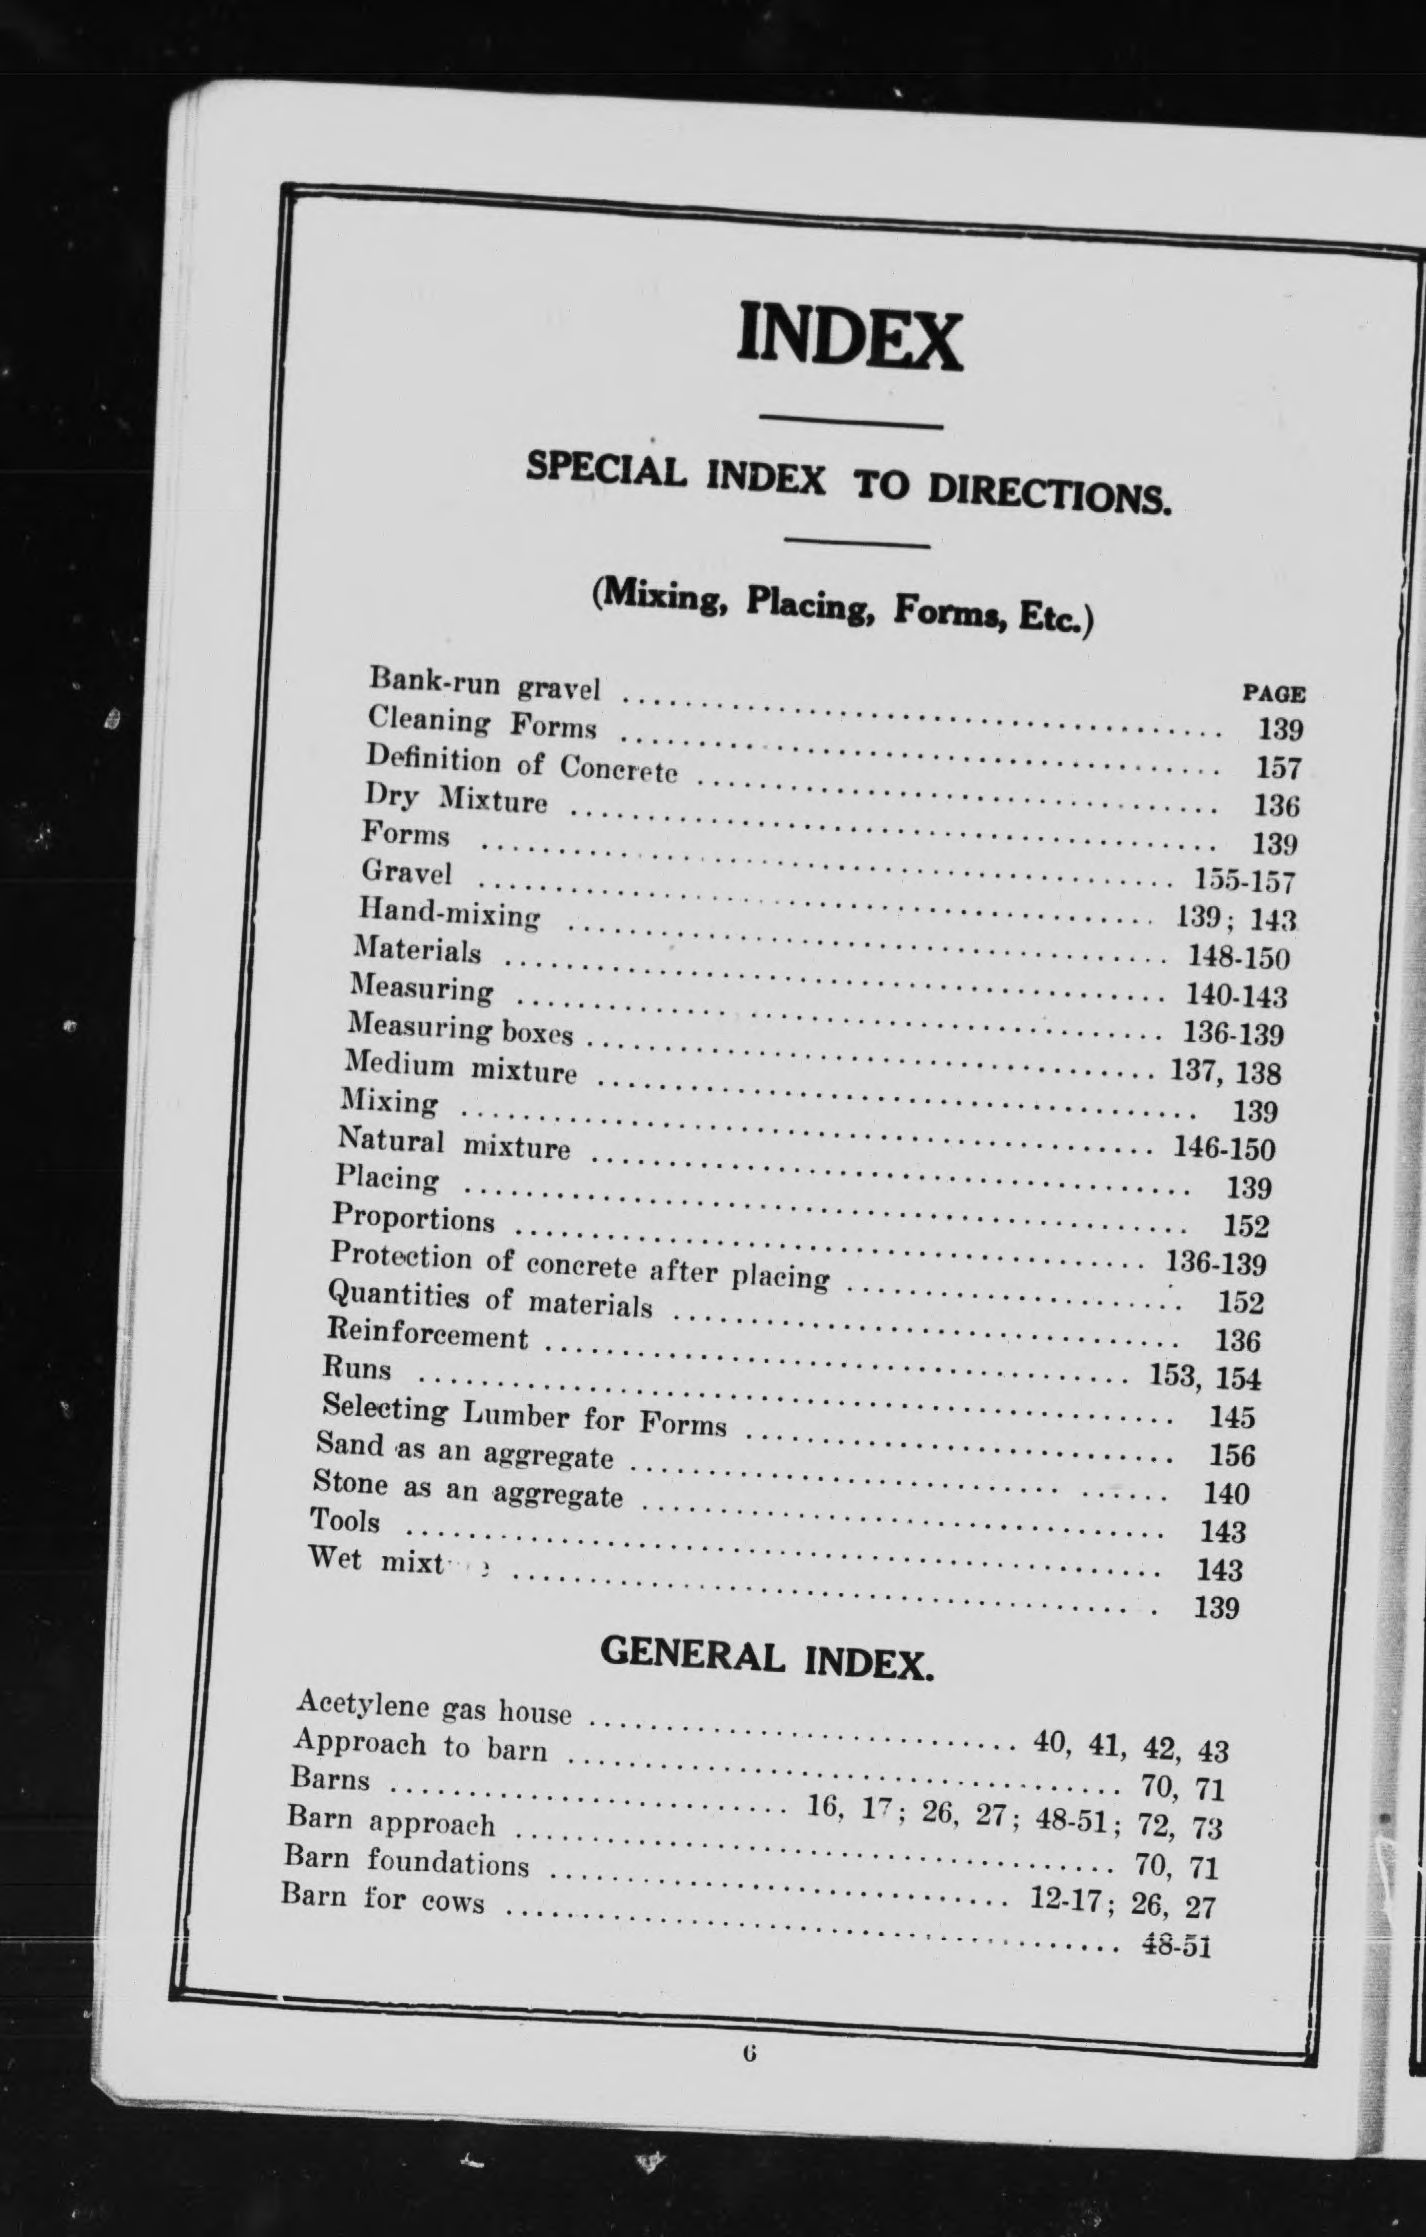 INDEX
SPECIAL INDEX TO DIRECTIONS.
(Mixing, Placing, Forms, Etc.)
PAGE
Bank-run gravel ........ 139
Cleaning Forms ........ 157
Definition of Concrete ........ 136
Dry Mixture ........ 139
Forms ........ 155-157
Gravel ........ 139; 143
Hand-mixing ........ 148-150
Materials ........ 140-143
Measuring ........ 136-139
Measuring boxes ........ 137, 138
Medium mixture ........ 139
Mixing ........ 146-150
Natural mixture ........ 139
Placing ........ 152
Proportions ........ 136-139
Protection of concrete after placing ........ 152
Quantities of materials ........ 136
Reinforcement ........ 153, 154
Runs ........ 145
Selecting Lumber for Forms ........ 156
Sand as an aggregate ........ 140
Stone as an aggregate ........ 143
Tools ........ 143
Wet ........ 139
GENERAL INDEX.
Acetylene gas house ........ 40, 41, 42, 43
Approach to barn ........ 70, 71
Barns ........ 16, 17; 26, 27; 48-51; 72, 73
Barn approach ........ 70, 71
Barn foundations ........ 12-17; 26, 27
Barn for cows ........ 48-51
6